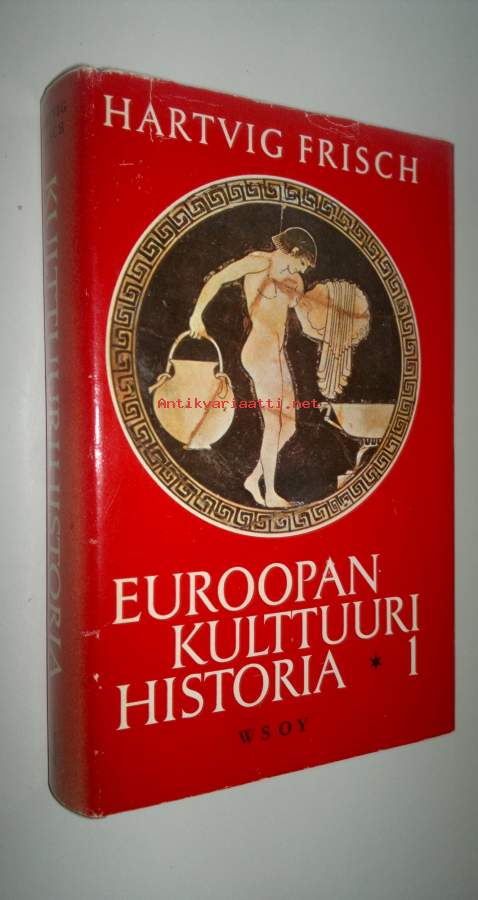 HARTVIG FRISCH
Antikvariaatti.net
EUROOPAN
KULTTUURI
HISTORIA * 1
WSOY
KULTTUURIHISTORIA